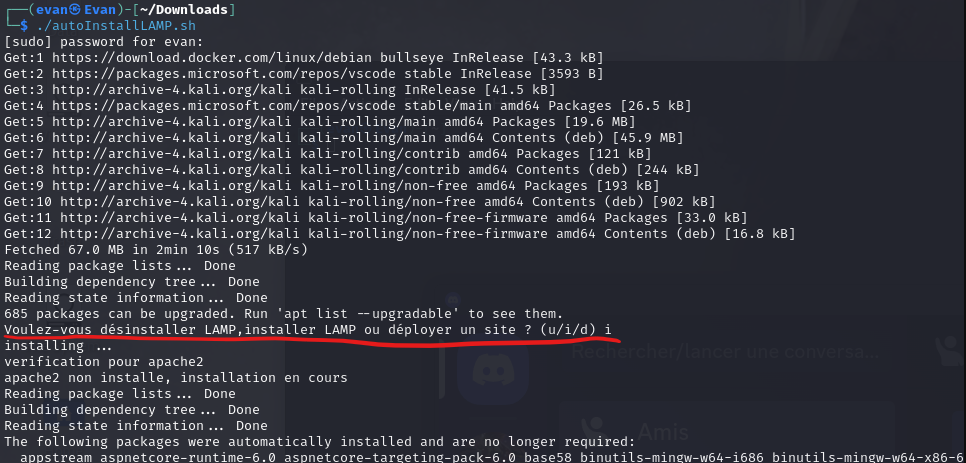 ┌──(evan㉿Evan)-[~/Downloads]
└─$ ./autoInstallLAMP.sh
[sudo] password for evan:
Get:1 https://download.docker.com/linux/debian bullseye InRelease [43.3 kB]
Get:2 https://packages.microsoft.com/repos/vscode stable InRelease [3593 B]
Get:3 http://archive-4.kali.org/kali kali-rolling InRelease [41.5 kB]
Get:4 https://packages.microsoft.com/repos/vscode stable/main amd64 Packages [26.5 kB]
Get:5 http://archive-4.kali.org/kali kali-rolling/main amd64 Packages [19.6 MB]
Get:6 http://archive-4.kali.org/kali kali-rolling/main amd64 Contents (deb) [45.9 MB]
Get:7 http://archive-4.kali.org/kali kali-rolling/contrib amd64 Packages [121 kB]
Get:8 http://archive-4.kali.org/kali kali-rolling/contrib amd64 Contents (deb) [244 kB]
Get:9 http://archive-4.kali.org/kali kali-rolling/non-free amd64 Packages [193 kB]
Get:10 http://archive-4.kali.org/kali kali-rolling/non-free amd64 Contents (deb) [902 kB]
Get:11 http://archive-4.kali.org/kali kali-rolling/non-free-firmware amd64 Packages [33.0 kB]
Get:12 http://archive-4.kali.org/kali kali-rolling/non-free-firmware amd64 Contents (deb) [16.8 kB]
Fetched 67.0 MB in 2min 10s (517 kB/s)
Reading package lists... Done
Building dependency tree... Done
Reading state information... Done
685 packages can be upgraded. Run 'apt list --upgradable' to see them.
Voulez-vous désinstaller LAMP,installer LAMP ou déployer un site ? (u/i/d) i
installing ...
Rechercher/lancer une conversa...
verification pour apache2
apache2 non installe, installation en cours
Reading package lists... Done
Building dependency tree... Done
Reading state information... Done
Amis
The following packages were automatically installed and are no longer required:
appstream aspnetcore-runtime-6.0 aspnetcore-targeting-pack-6.0 base58 binutils-mingw-w64-i686 binutils-mingw-w64-x86-6